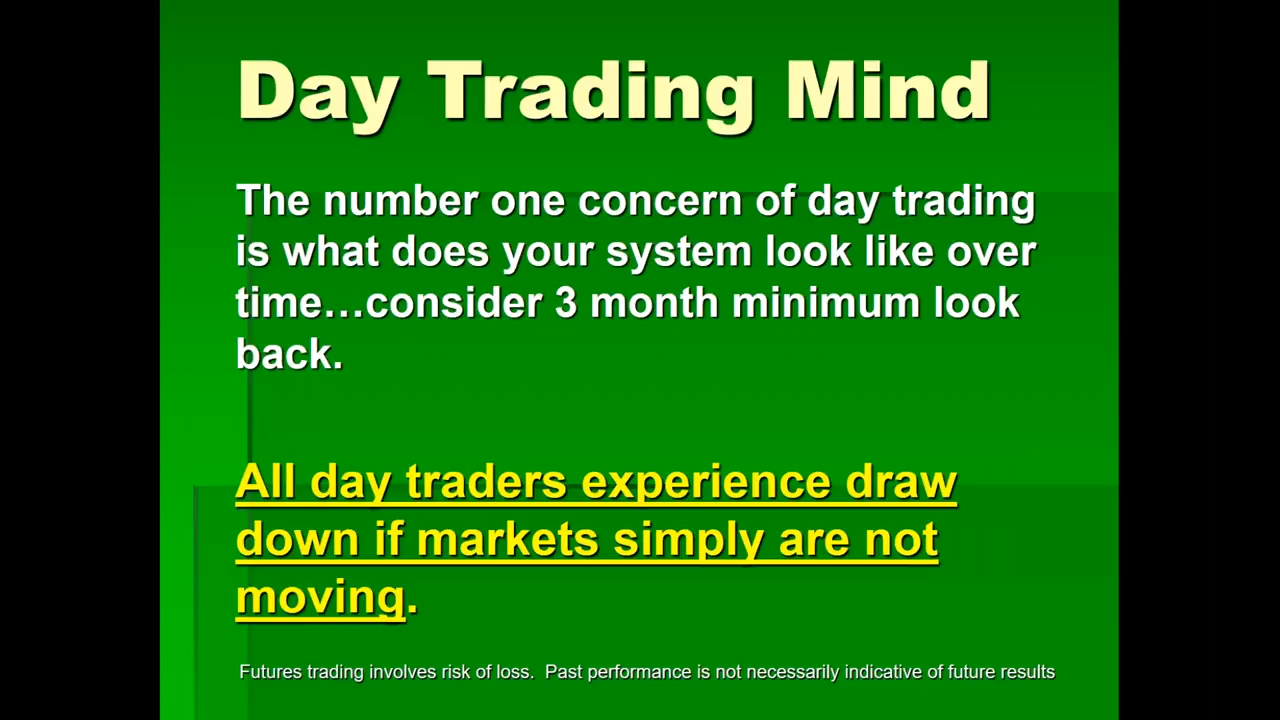 Day Trading Mind
The number one concern of day trading
is what does your system look like over
time…consider 3 month minimum look
back.
All day traders experience draw
down if markets simply are not
moving.
Futures trading involves risk of loss.  Past performance is not necessarily indicative of future results